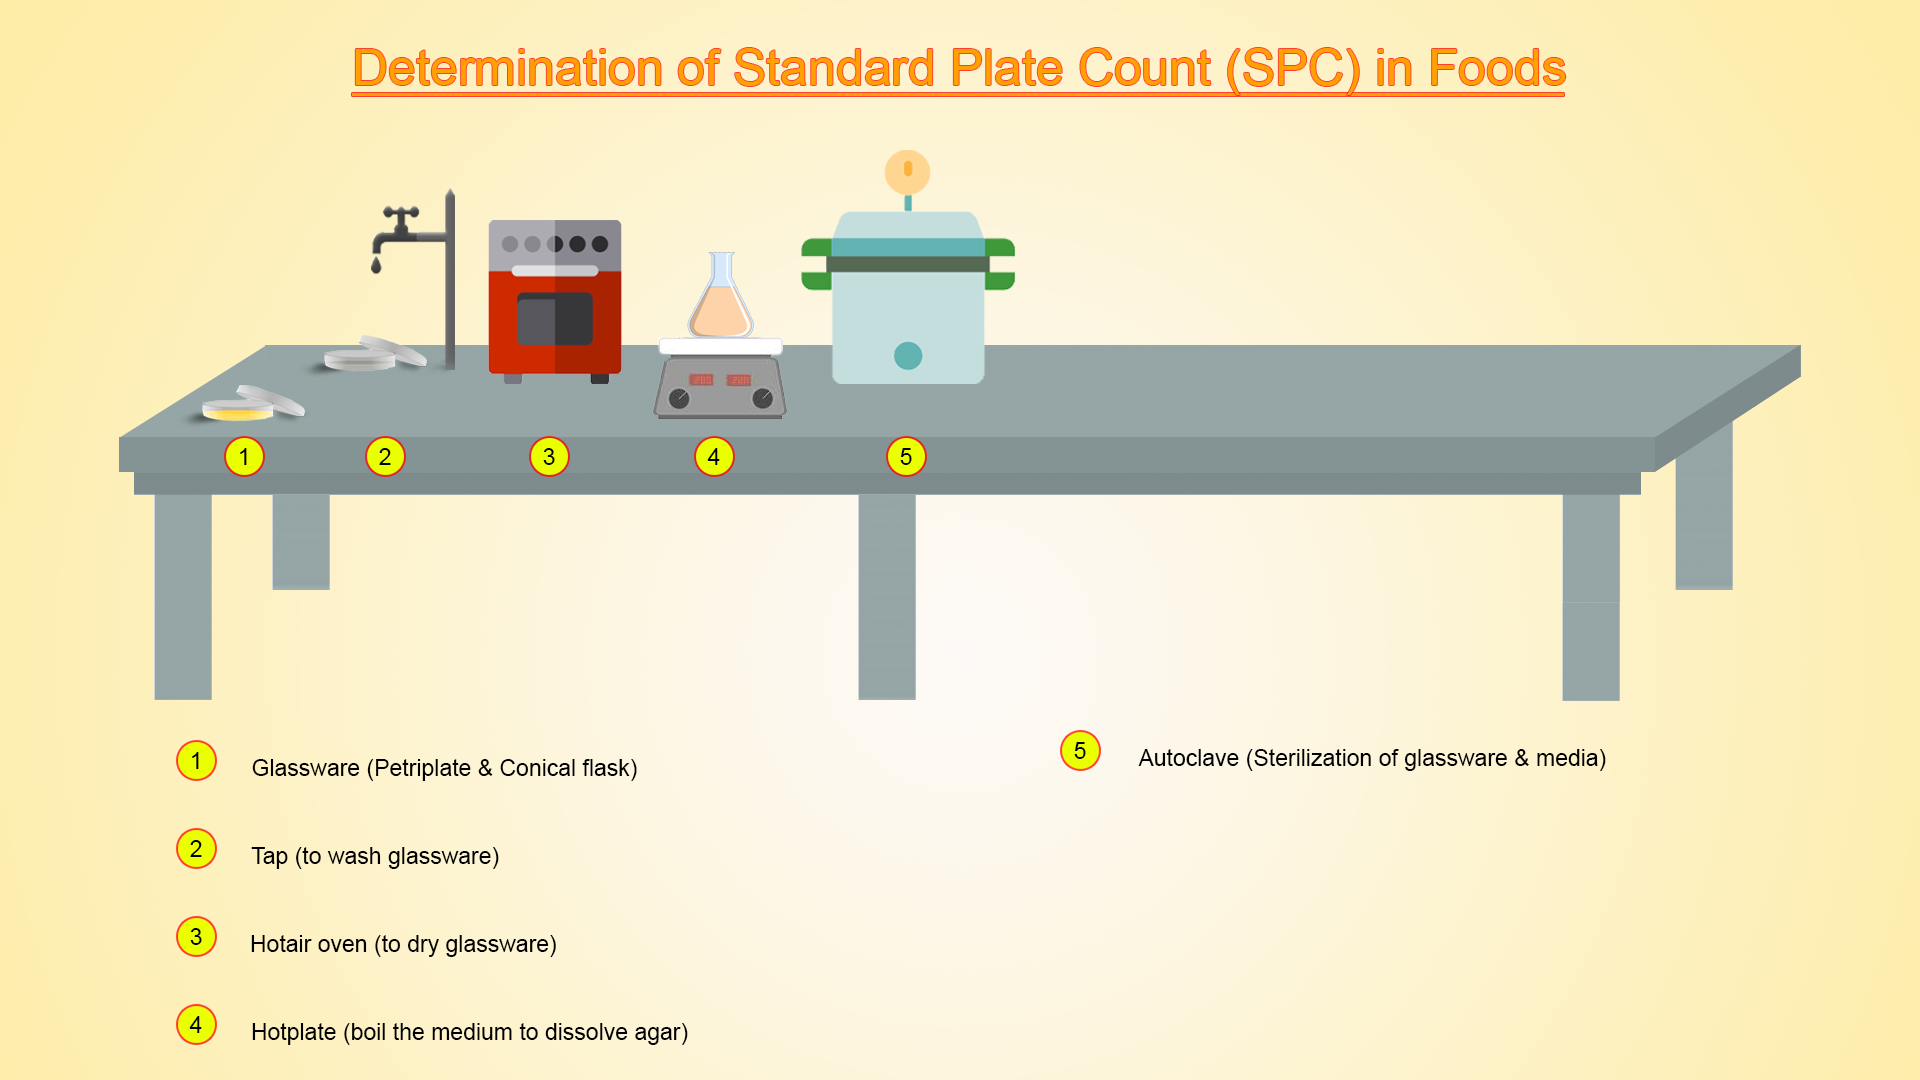 Determination of Standard Plate Count (SPC) in Foods
200 200
1 2 3 4 5
1 Glassware (Petriplate & Conical flask)
2 Tap (to wash glassware)
3 Hotair oven (to dry glassware)
4 Hotplate (boil the medium to dissolve agar)
5 Autoclave (Sterilization of glassware & media)